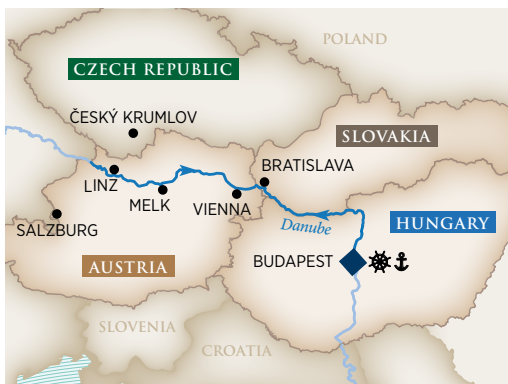 POLAND
CZECH REPUBLIC
ČESKÝ KRUMLOV
SLOVAKIA
BRATISLAVA
LINZ
MELK
VIENNA
SALZBURG
Danube
HUNGARY
BUDAPEST
AUSTRIA
SLOVENIA
CROATIA